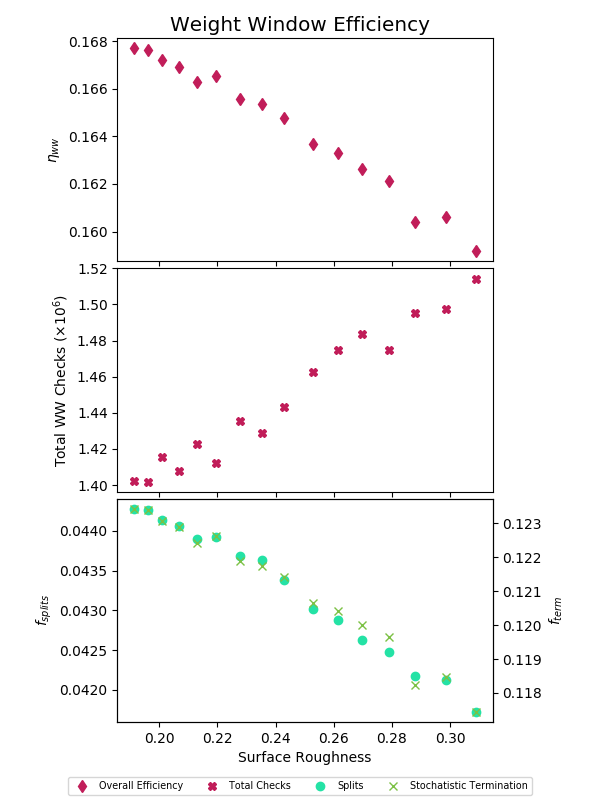 Weight Window Efficiency
0.168
0.166
0.164
0.162
0.160
η_ww
1.52
1.50
1.48
1.46
1.44
1.42
1.40
Total WW Checks (×10⁶)
0.0440
0.0435
0.0430
0.0425
0.0420
f_splits
0.123
0.122
0.121
0.120
0.119
0.118
f_term
0.20 0.22 0.24 0.26 0.28 0.30
Surface Roughness
Overall Efficiency Total Checks Splits Stochatistic Termination